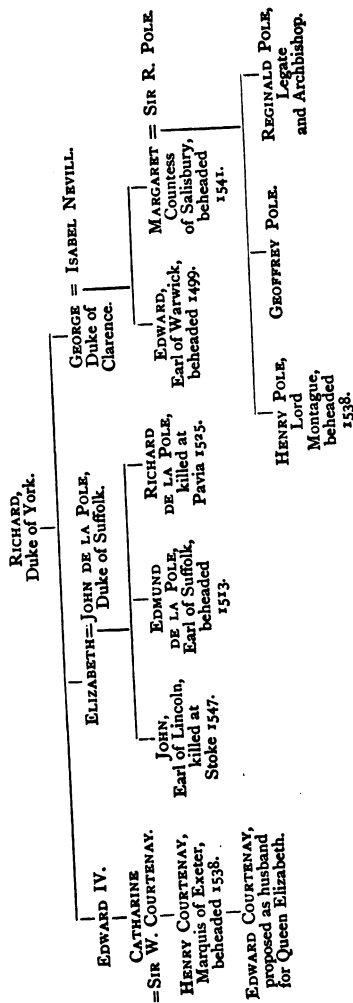 RICHARD,
Duke of York.
EDWARD IV.
ELIZABETH=JOHN DE LA POLE,
Duke of Suffolk.
GEORGE = ISABEL NEVILL.
Duke of
Clarence.
CATHARINE
=SIR W. COURTENAY.
HENRY COURTENAY,
Marquis of Exeter,
beheaded 1538.
EDWARD COURTENAY,
proposed as husband
for Queen Elizabeth.
JOHN,
Earl of Lincoln,
killed at
Stoke 1547.
EDMUND
DE LA POLE,
Earl of Suffolk,
beheaded
1513.
RICHARD
DE LA POLE,
killed at
Pavia 1525.
EDWARD,
Earl of Warwick,
beheaded 1499.
MARGARET = SIR R. POLE.
Countess
of Salisbury,
beheaded
1541.
HENRY POLE,
Lord
Montague,
beheaded
1538.
GEOFFREY POLE.
REGINALD POLE,
Legate
and Archbishop.